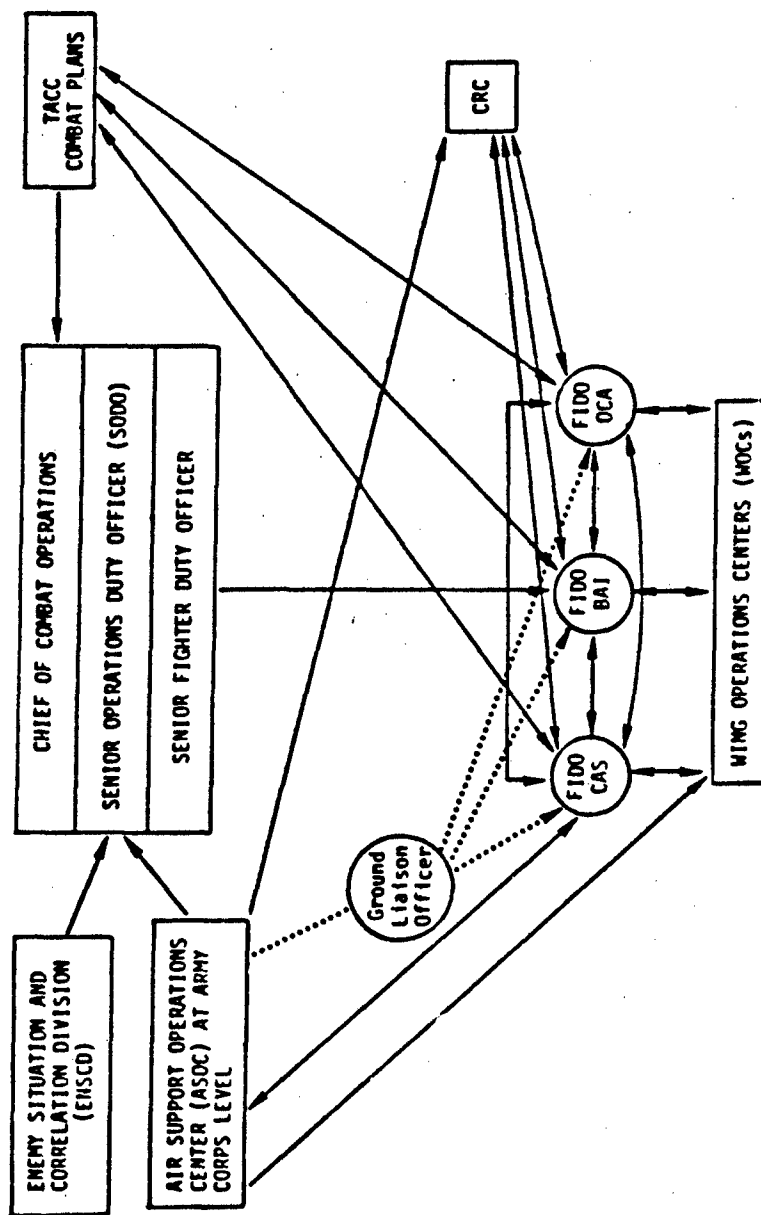 ENEMY SITUATION AND
CORRELATION DIVISION
(ENSCD)
AIR SUPPORT OPERATIONS
CENTER (ASOC) AT ARMY
CORPS LEVEL
CHIEF OF COMBAT OPERATIONS
SENIOR OPERATIONS DUTY OFFICER (SODO)
SENIOR FIGHTER DUTY OFFICER
TACC
COMBAT PLANS
Ground
Liaison
Officer
CRC
FIDO
CAS
FIDO
BAI
FIDO
OCA
WING OPERATIONS CENTERS (WOCs)